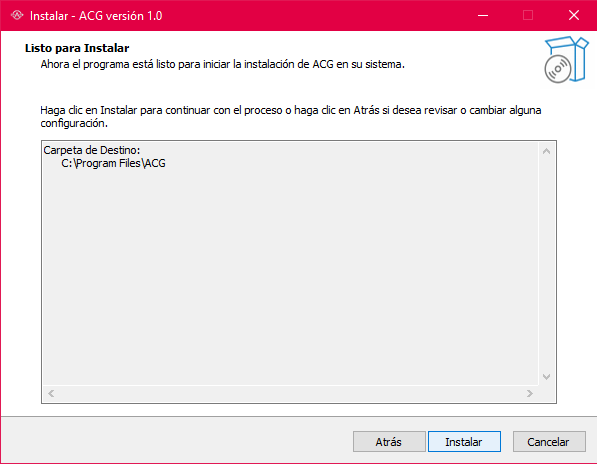 Instalar - ACG versión 1.0
Listo para Instalar
Ahora el programa está listo para iniciar la instalación de ACG en su sistema.
Haga clic en Instalar para continuar con el proceso o haga clic en Atrás si desea revisar o cambiar alguna
configuración.
Carpeta de Destino:
C:\Program Files\ACG
Atrás Instalar Cancelar